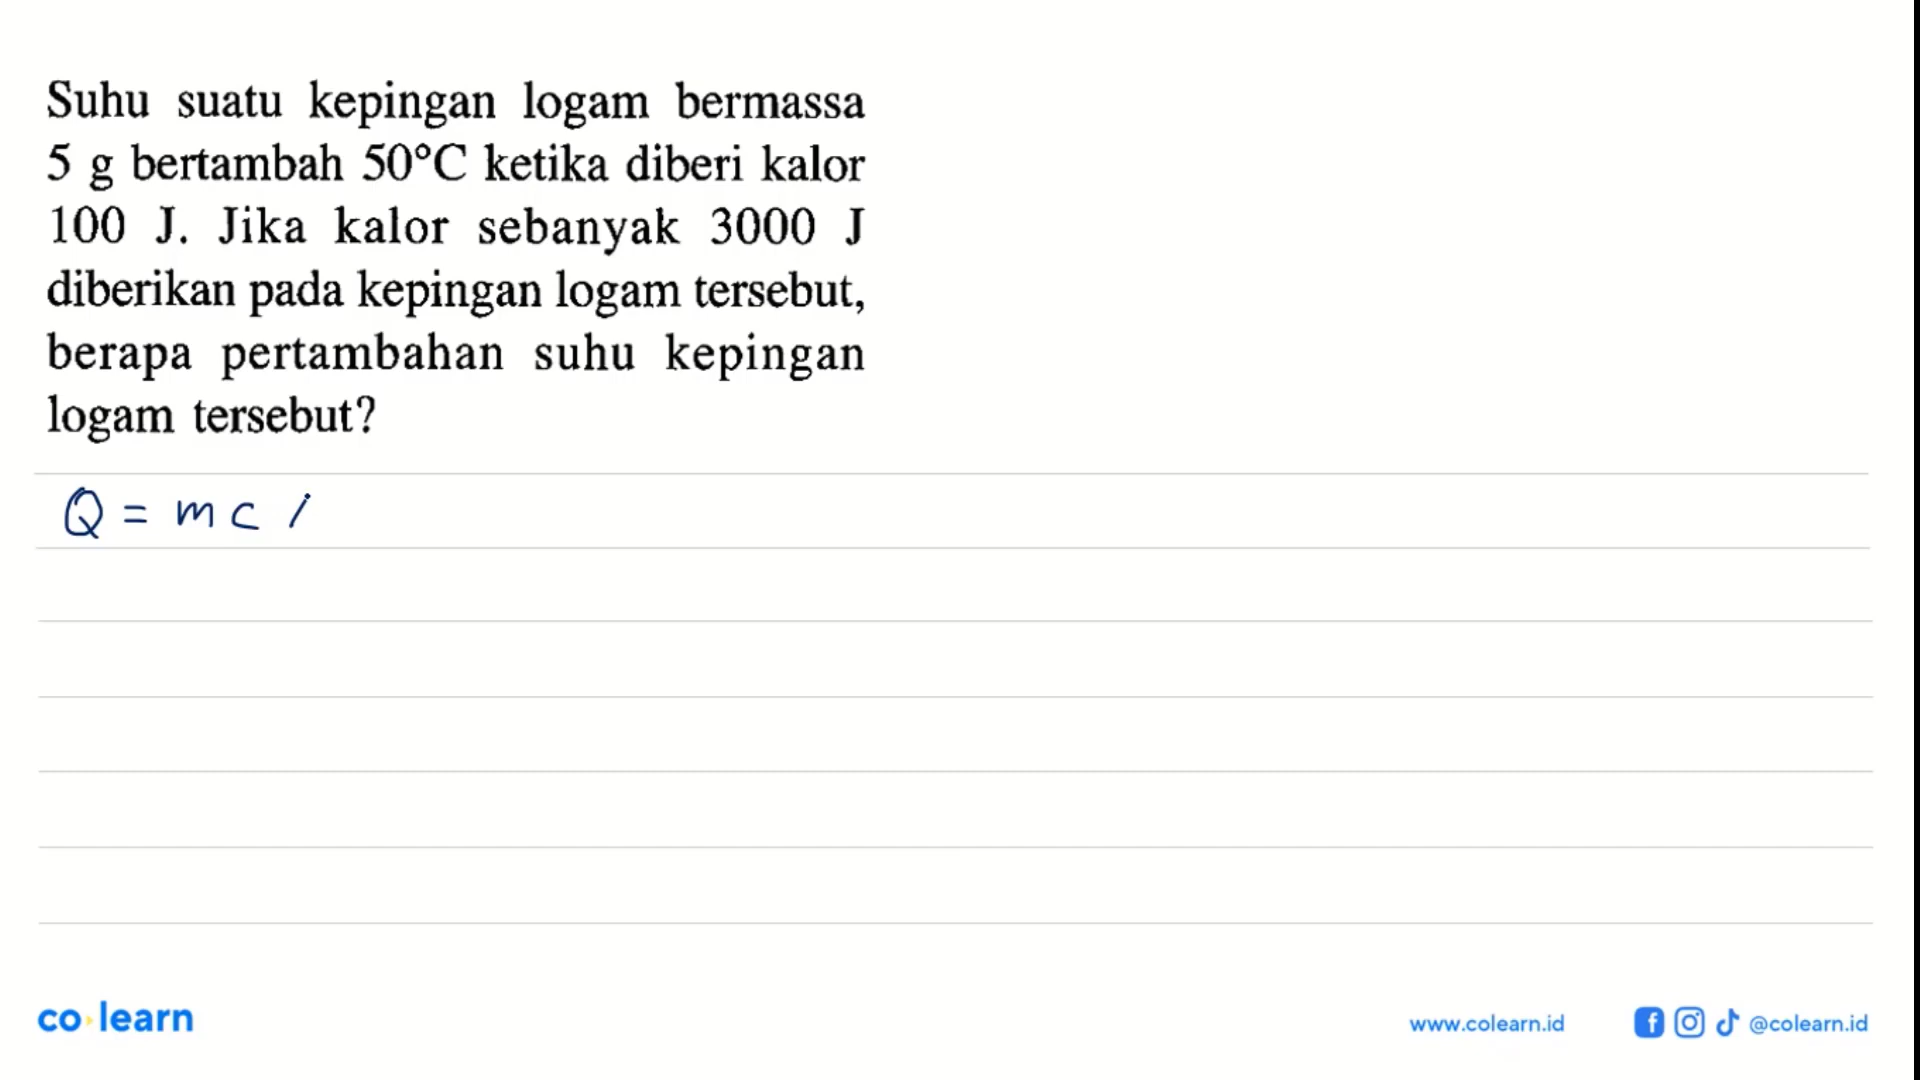 Suhu suatu kepingan logam bermassa
5 g bertambah 50°C ketika diberi kalor
100 J. Jika kalor sebanyak 3000 J
diberikan pada kepingan logam tersebut,
berapa pertambahan suhu kepingan
logam tersebut?
Q = m c /
co learn
www.colearn.id
@colearn.id